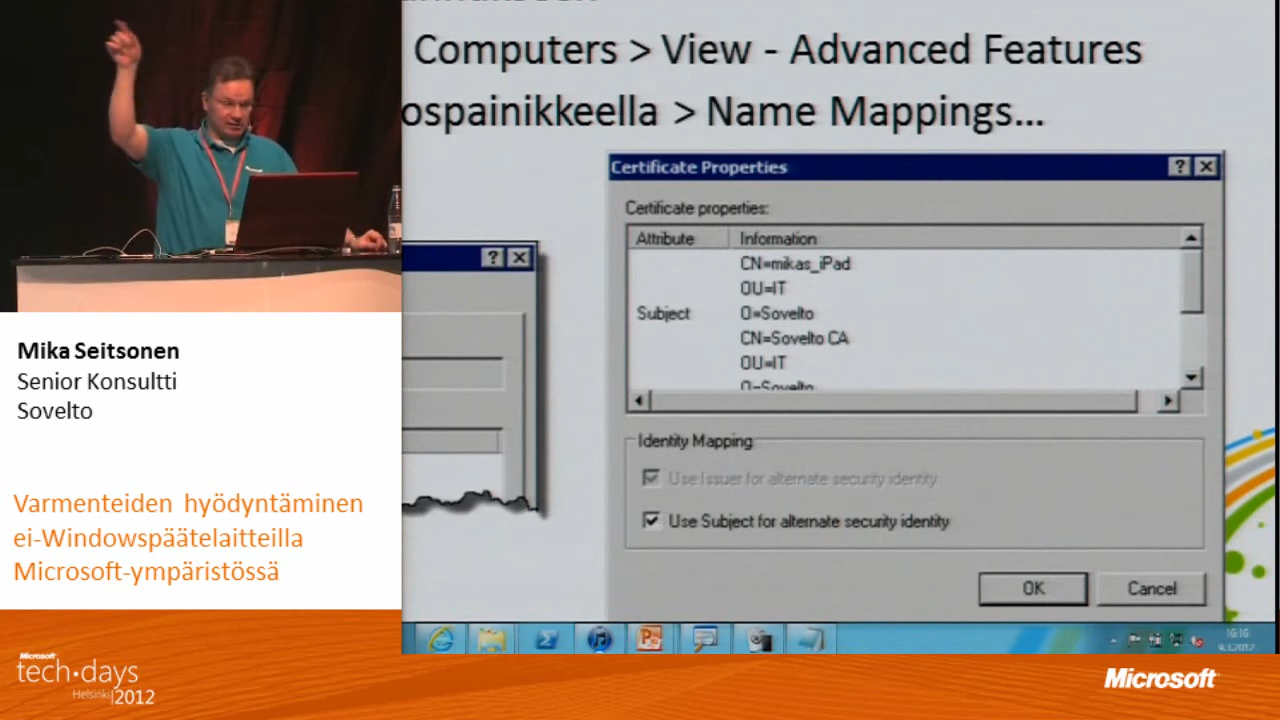 Computers > View - Advanced Features
ospainikkeella > Name Mappings...
Certificate Properties
Certificate properties:
Attribute Information
CN=mikas_iPad
OU=IT
Subject O=Sovelto
CN=Sovelto CA
OU=IT
O=Sovelto
Identity Mapping
Use Issuer for alternate security identity
Use Subject for alternate security identity
OK Cancel
16:16
Mika Seitsonen
Senior Konsultti
Sovelto
Varmenteiden hyödyntäminen
ei-Windowspäätelaitteilla
Microsoft-ympäristössä
Microsoft
tech·days
Helsinki|2012
Microsoft